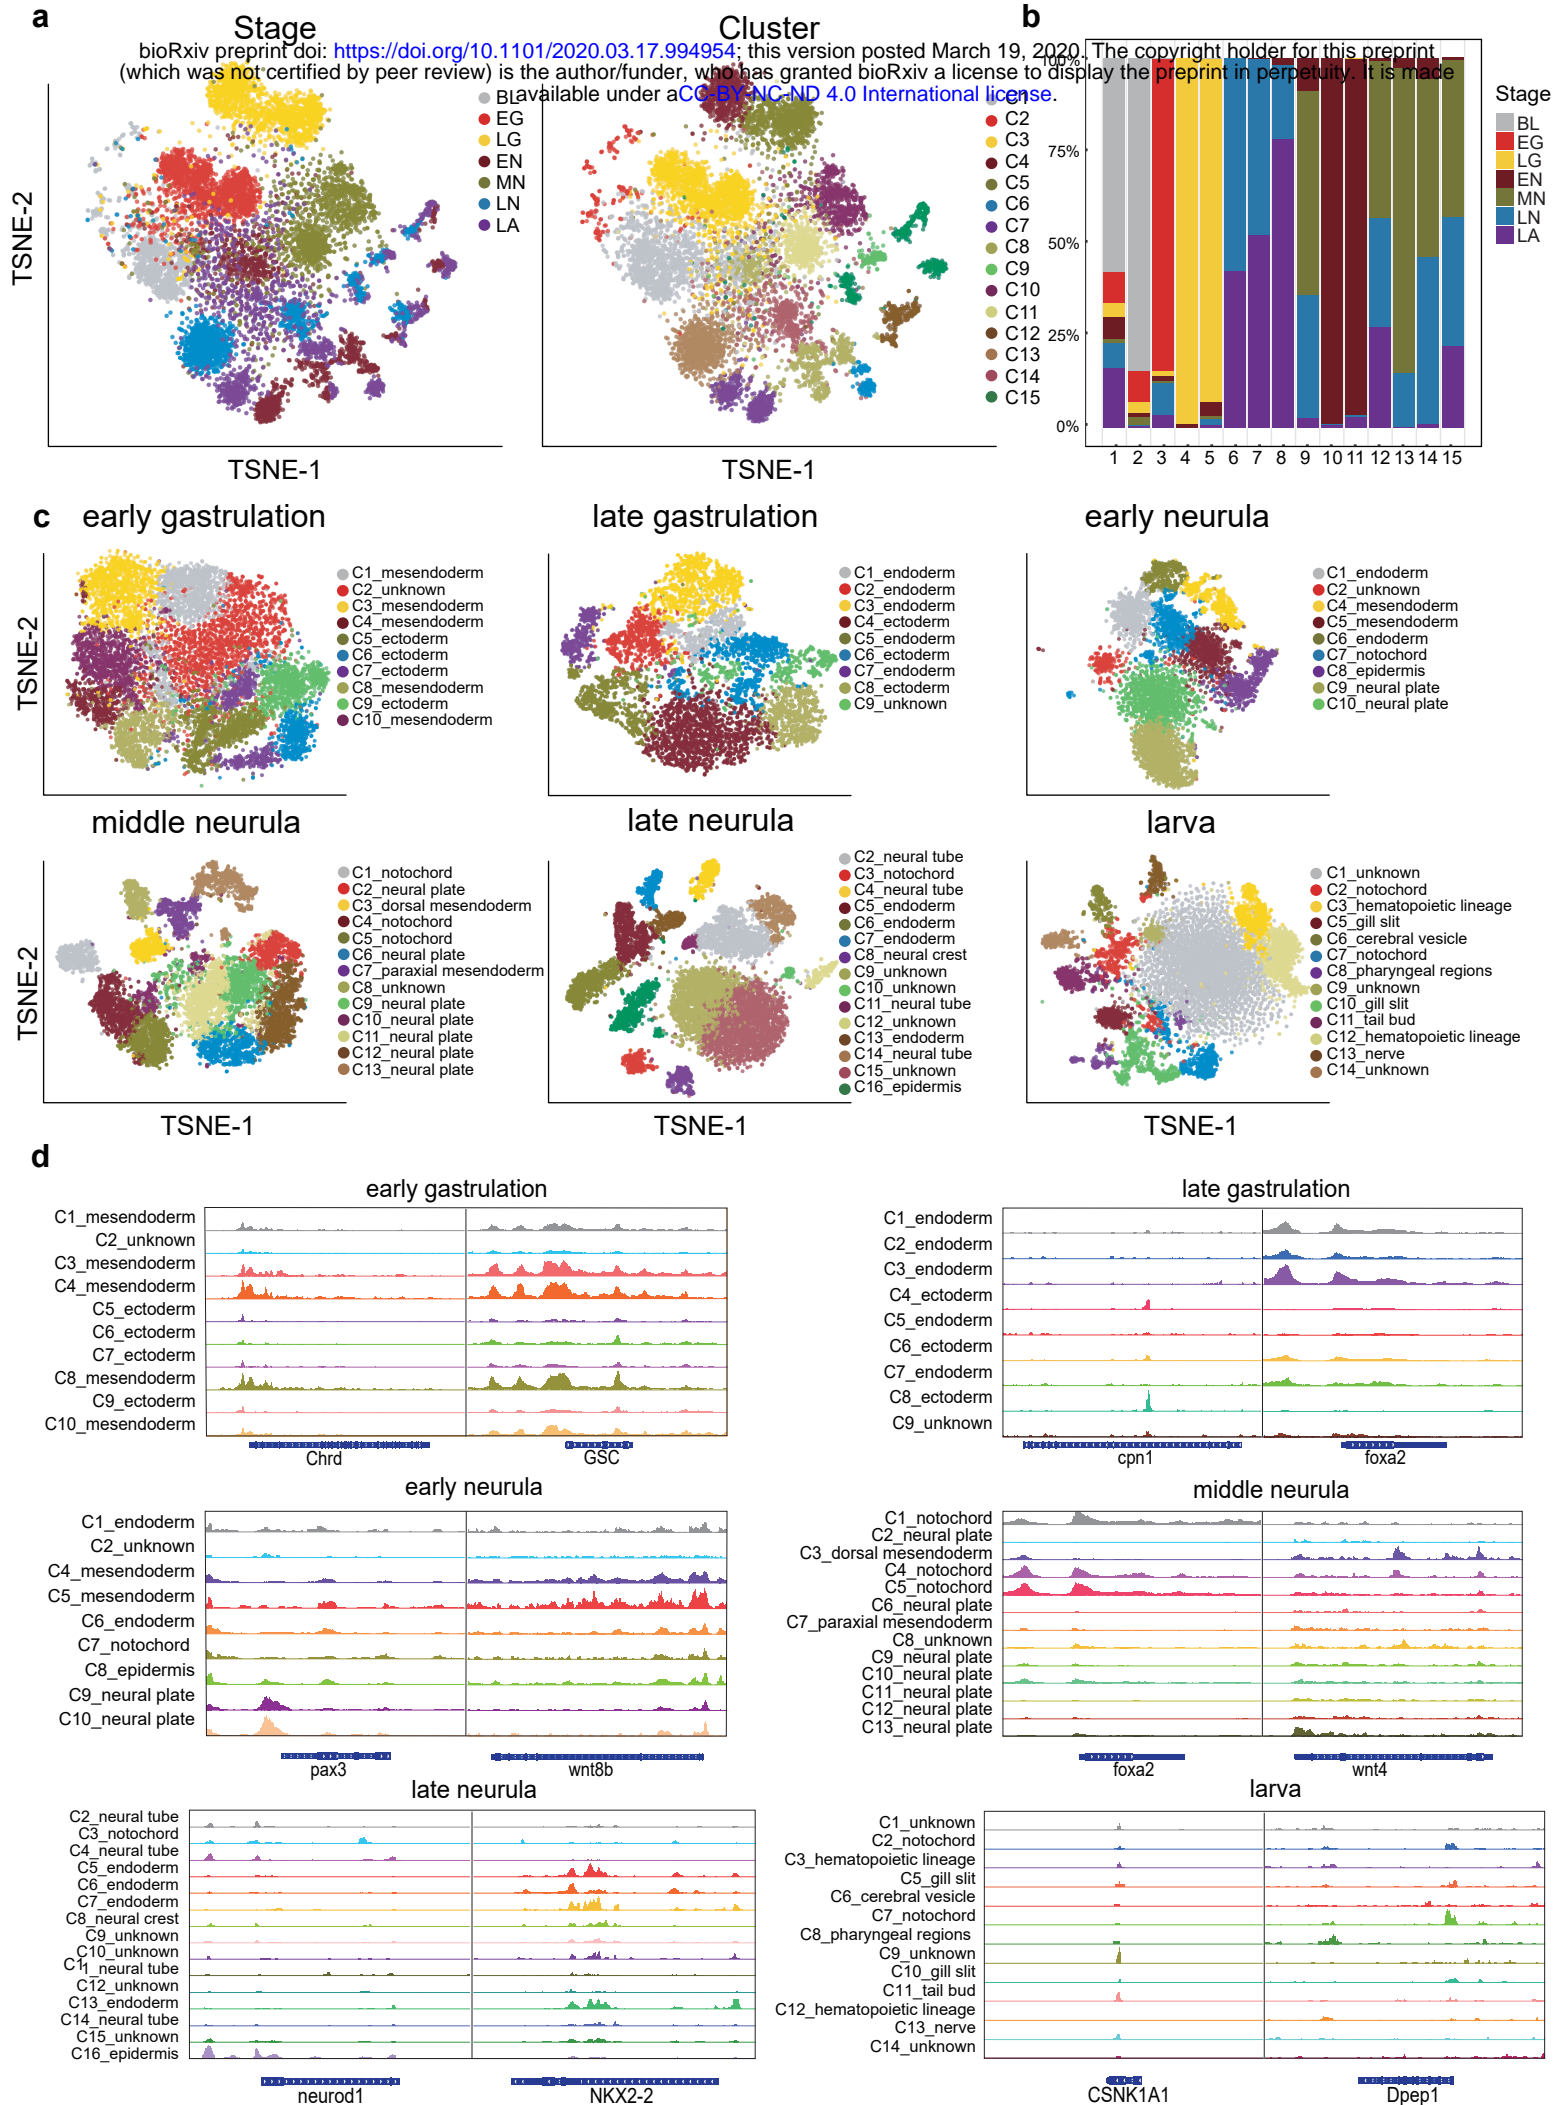 a
Stage
Cluster
b
bioRxiv preprint doi: https://doi.org/10.1101/2020.03.17.994954; this version posted March 19, 2020. The copyright holder for this preprint
(which was not certified by peer review) is the author/funder, who has granted bioRxiv a license to display the preprint in perpetuity. It is made
available under aCC-BY-NC-ND 4.0 International license.
BL
EG
LG
EN
MN
LN
LA
TSNE-2
TSNE-1
C1
C2
C3
C4
C5
C6
C7
C8
C9
C10
C11
C12
C13
C14
C15
TSNE-1
100%
75%
50%
25%
0%
1 2 3 4 5 6 7 8 9 10 11 12 13 14 15
Stage
BL
EG
LG
EN
MN
LN
LA
c
early gastrulation
TSNE-2
C1_mesendoderm
C2_unknown
C3_mesendoderm
C4_mesendoderm
C5_ectoderm
C6_ectoderm
C7_ectoderm
C8_mesendoderm
C9_ectoderm
C10_mesendoderm
late gastrulation
C1_endoderm
C2_endoderm
C3_endoderm
C4_ectoderm
C5_endoderm
C6_ectoderm
C7_endoderm
C8_ectoderm
C9_unknown
early neurula
C1_endoderm
C2_unknown
C4_mesendoderm
C5_mesendoderm
C6_endoderm
C7_notochord
C8_epidermis
C9_neural plate
C10_neural plate
middle neurula
TSNE-2
C1_notochord
C2_neural plate
C3_dorsal mesendoderm
C4_notochord
C5_notochord
C6_neural plate
C7_paraxial mesendoderm
C8_unknown
C9_neural plate
C10_neural plate
C11_neural plate
C12_neural plate
C13_neural plate
TSNE-1
late neurula
C2_neural tube
C3_notochord
C4_neural tube
C5_endoderm
C6_endoderm
C7_endoderm
C8_neural crest
C9_unknown
C10_unknown
C11_neural tube
C12_unknown
C13_endoderm
C14_neural tube
C15_unknown
C16_epidermis
TSNE-1
larva
C1_unknown
C2_notochord
C3_hematopoietic lineage
C5_gill slit
C6_cerebral vesicle
C7_notochord
C8_pharyngeal regions
C9_unknown
C10_gill slit
C11_tail bud
C12_hematopoietic lineage
C13_nerve
C14_unknown
TSNE-1
d
early gastrulation
C1_mesendoderm
C2_unknown
C3_mesendoderm
C4_mesendoderm
C5_ectoderm
C6_ectoderm
C7_ectoderm
C8_mesendoderm
C9_ectoderm
C10_mesendoderm
Chrd
GSC
late gastrulation
C1_endoderm
C2_endoderm
C3_endoderm
C4_ectoderm
C5_endoderm
C6_ectoderm
C7_endoderm
C8_ectoderm
C9_unknown
cpn1
foxa2
early neurula
C1_endoderm
C2_unknown
C4_mesendoderm
C5_mesendoderm
C6_endoderm
C7_notochord
C8_epidermis
C9_neural plate
C10_neural plate
pax3
wnt8b
middle neurula
C1_notochord
C2_neural plate
C3_dorsal mesendoderm
C4_notochord
C5_notochord
C6_neural plate
C7_paraxial mesendoderm
C8_unknown
C9_neural plate
C10_neural plate
C11_neural plate
C12_neural plate
C13_neural plate
foxa2
wnt4
late neurula
C2_neural tube
C3_notochord
C4_neural tube
C5_endoderm
C6_endoderm
C7_endoderm
C8_neural crest
C9_unknown
C10_unknown
C11_neural tube
C12_unknown
C13_endoderm
C14_neural tube
C15_unknown
C16_epidermis
neurod1
NKX2-2
larva
C1_unknown
C2_notochord
C3_hematopoietic lineage
C5_gill slit
C6_cerebral vesicle
C7_notochord
C8_pharyngeal regions
C9_unknown
C10_gill slit
C11_tail bud
C12_hematopoietic lineage
C13_nerve
C14_unknown
CSNK1A1
Dpep1